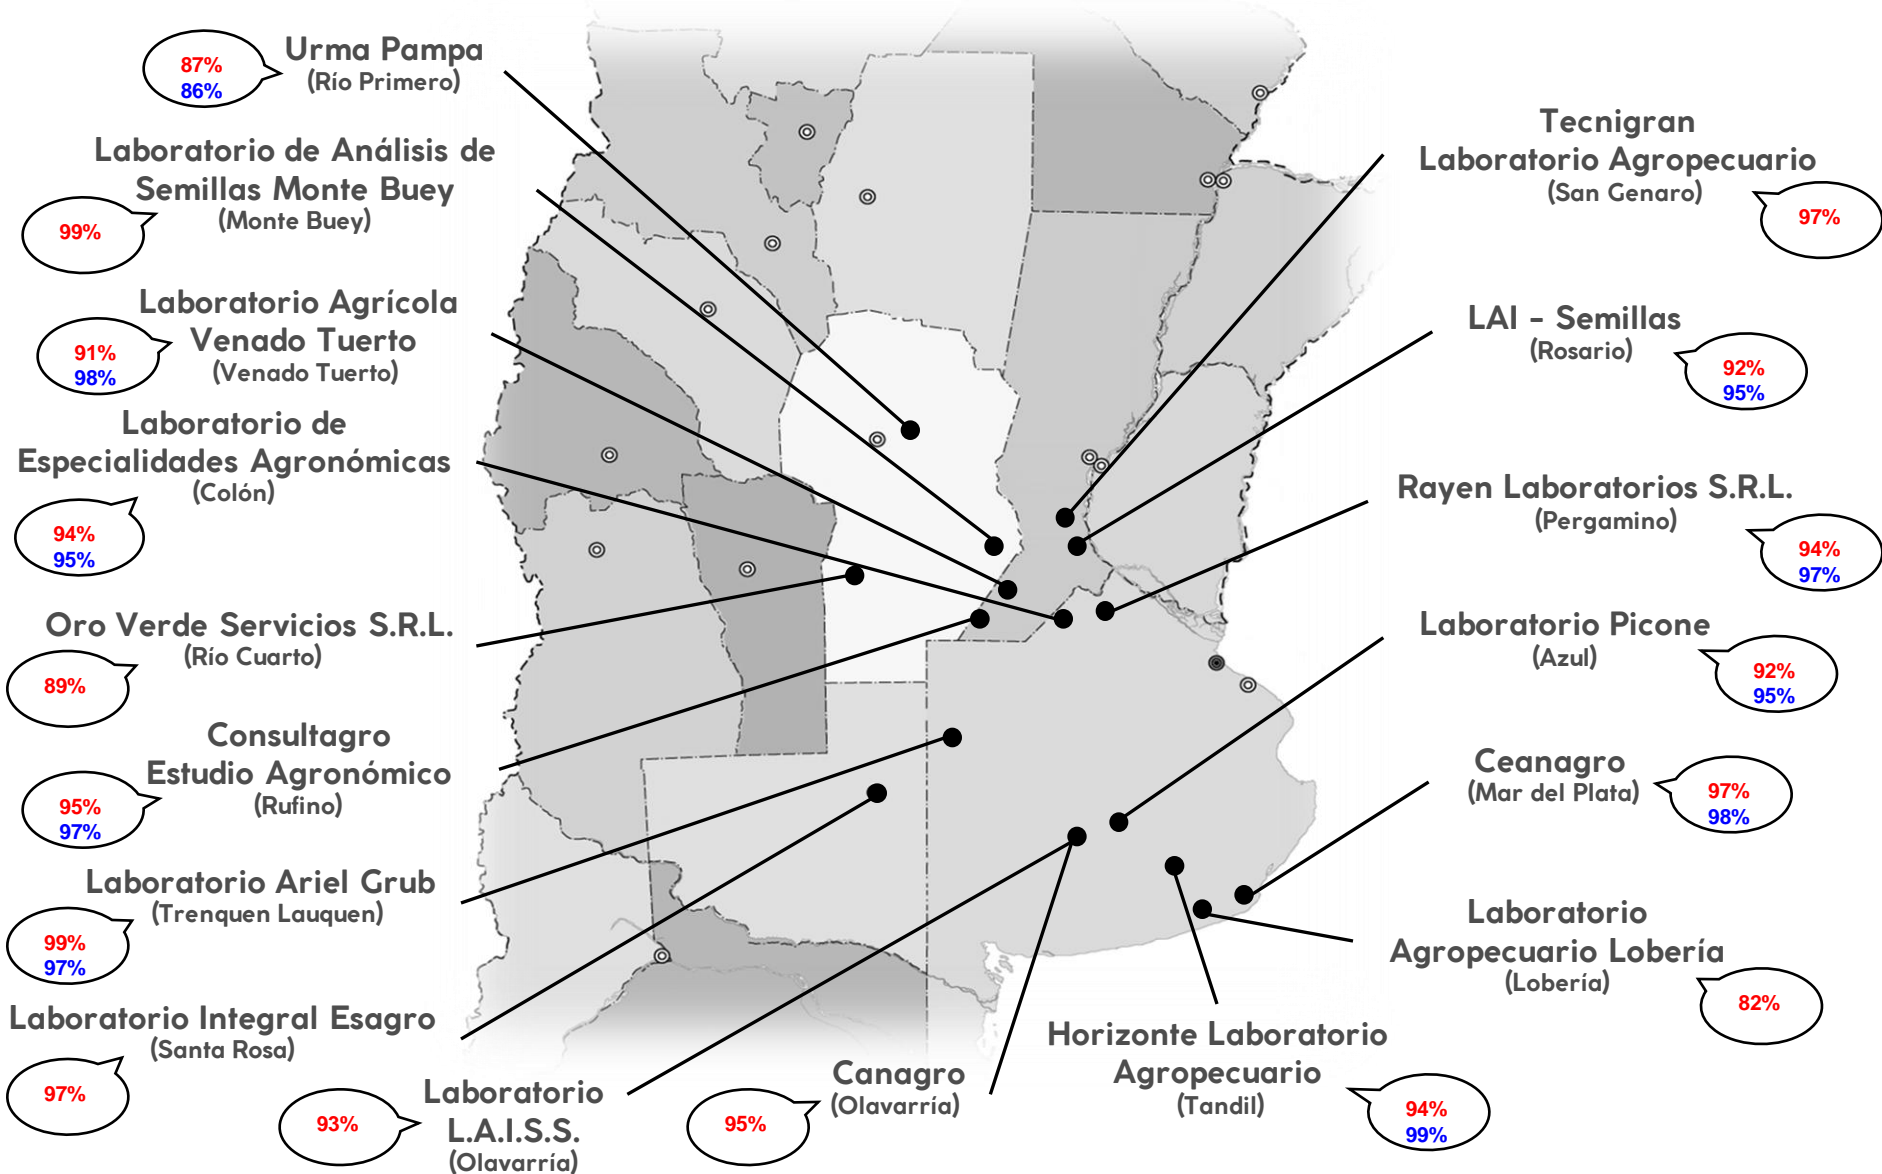 Urma Pampa
(Río Primero)
87%
86%
Laboratorio de Análisis de
Semillas Monte Buey
(Monte Buey)
99%
Laboratorio Agrícola
Venado Tuerto
(Venado Tuerto)
91%
98%
Laboratorio de
Especialidades Agronómicas
(Colón)
94%
95%
Oro Verde Servicios S.R.L.
(Río Cuarto)
89%
Consultagro
Estudio Agronómico
(Rufino)
95%
97%
Laboratorio Ariel Grub
(Trenquen Lauquen)
99%
97%
Laboratorio Integral Esagro
(Santa Rosa)
97%
Laboratorio
L.A.I.S.S.
(Olavarría)
93%
Canagro
(Olavarría)
95%
Horizonte Laboratorio
Agropecuario
(Tandil)
94%
99%
Tecnigran
Laboratorio Agropecuario
(San Genaro)
97%
LAI - Semillas
(Rosario)
92%
95%
Rayen Laboratorios S.R.L.
(Pergamino)
94%
97%
Laboratorio Picone
(Azul)
92%
95%
Ceanagro
(Mar del Plata)
97%
98%
Laboratorio
Agropecuario Lobería
(Lobería)
82%